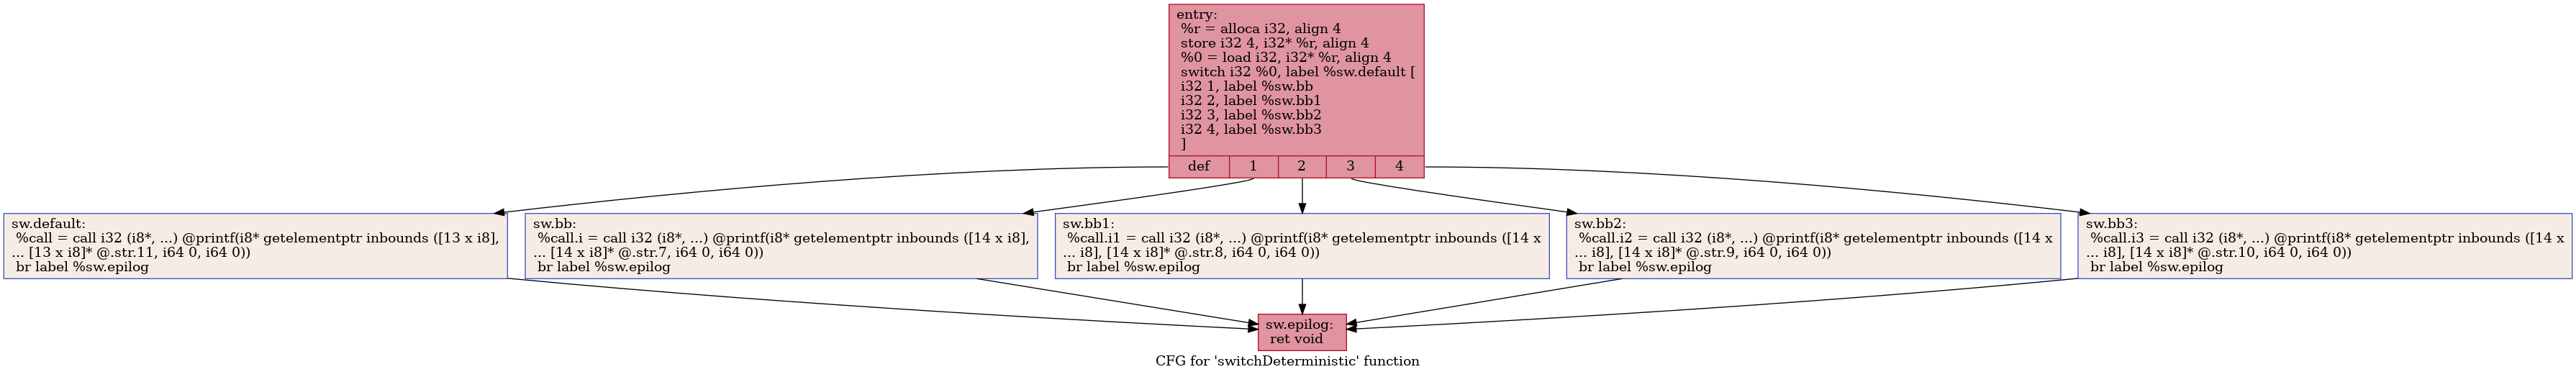 entry:
%r = alloca i32, align 4
store i32 4, i32* %r, align 4
%0 = load i32, i32* %r, align 4
switch i32 %0, label %sw.default [
i32 1, label %sw.bb
i32 2, label %sw.bb1
i32 3, label %sw.bb2
i32 4, label %sw.bb3
]
def 1 2 3 4
sw.default:
%call = call i32 (i8*, ...) @printf(i8* getelementptr inbounds ([13 x i8],
... [13 x i8]* @.str.11, i64 0, i64 0))
br label %sw.epilog
sw.bb:
%call.i = call i32 (i8*, ...) @printf(i8* getelementptr inbounds ([14 x i8],
... [14 x i8]* @.str.7, i64 0, i64 0))
br label %sw.epilog
sw.bb1:
%call.i1 = call i32 (i8*, ...) @printf(i8* getelementptr inbounds ([14 x
... i8], [14 x i8]* @.str.8, i64 0, i64 0))
br label %sw.epilog
sw.bb2:
%call.i2 = call i32 (i8*, ...) @printf(i8* getelementptr inbounds ([14 x
... i8], [14 x i8]* @.str.9, i64 0, i64 0))
br label %sw.epilog
sw.bb3:
%call.i3 = call i32 (i8*, ...) @printf(i8* getelementptr inbounds ([14 x
... i8], [14 x i8]* @.str.10, i64 0, i64 0))
br label %sw.epilog
sw.epilog:
ret void
CFG for 'switchDeterministic' function